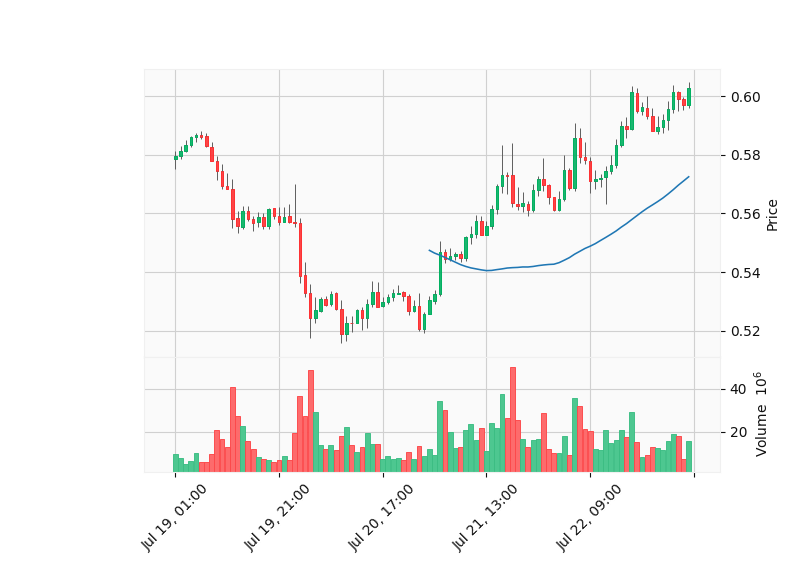 0.60
0.58
0.56
0.54
0.52
Price
40
20
Volume 10^6
Jul 19, 01:00
Jul 19, 21:00
Jul 20, 17:00
Jul 21, 13:00
Jul 22, 09:00